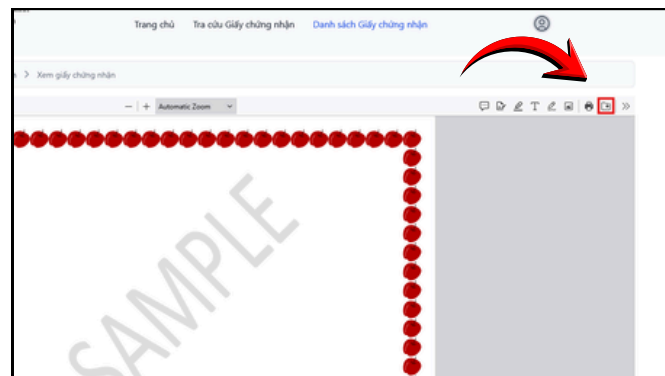 Trang chủ Tra cứu Giấy chứng nhận Danh sách Giấy chứng nhận
> Xem giấy chứng nhận
− + Automatic Zoom
T
SAMPLE